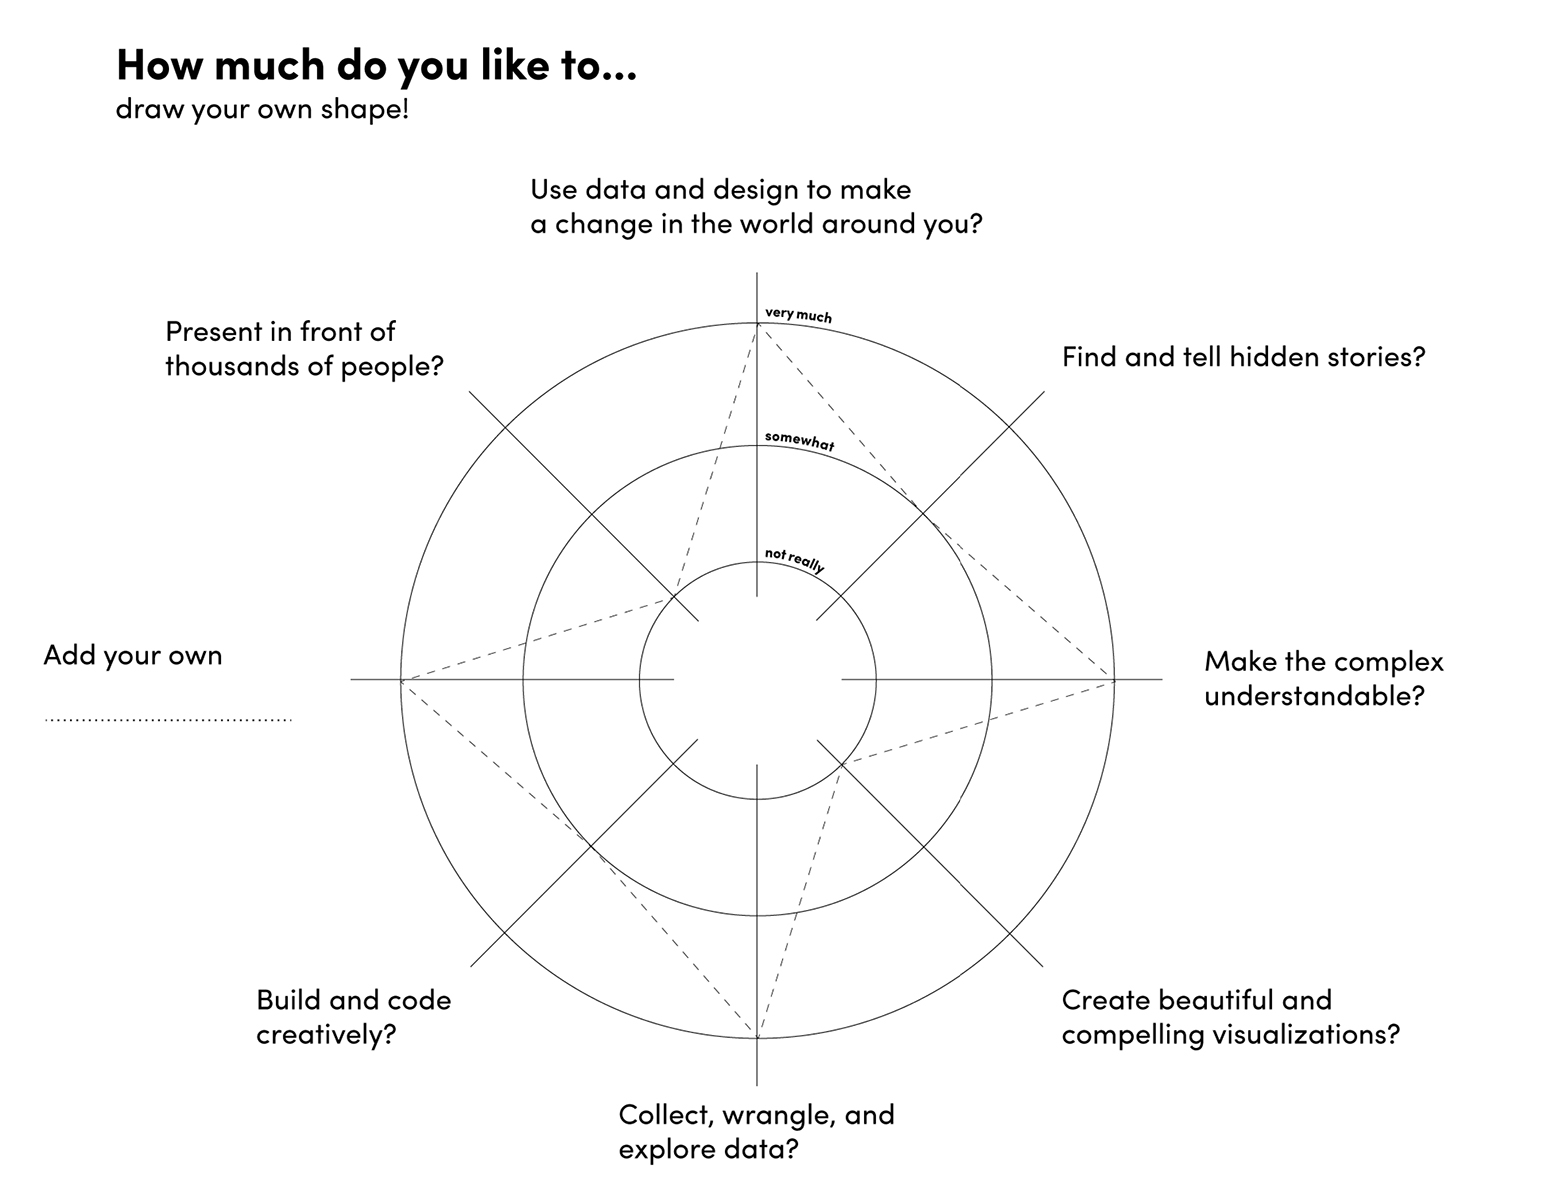 How much do you like to...
draw your own shape!
Use data and design to make
a change in the world around you?
Present in front of
thousands of people?
Find and tell hidden stories?
very much
somewhat
not really
Add your own
Make the complex
understandable?
Build and code
creatively?
Create beautiful and
compelling visualizations?
Collect, wrangle, and
explore data?